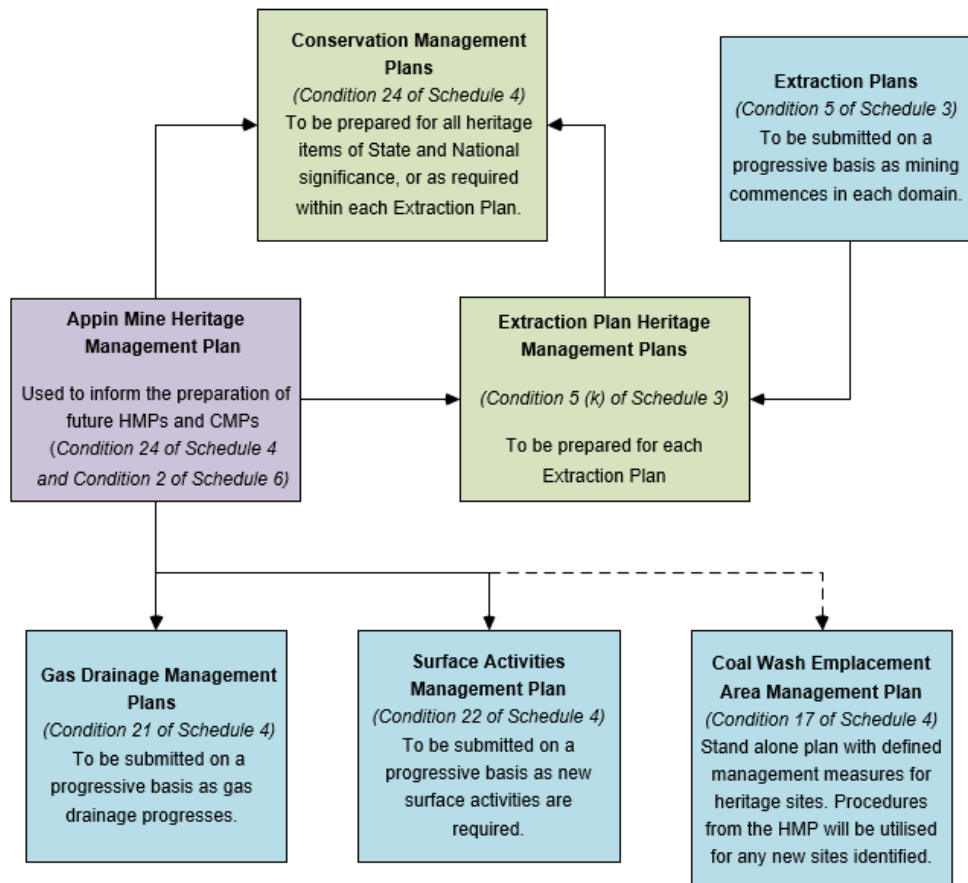 Conservation Management
Plans
(Condition 24 of Schedule 4)
To be prepared for all heritage
items of State and National
significance, or as required
within each Extraction Plan.
Extraction Plans
(Condition 5 of Schedule 3)
To be submitted on a
progressive basis as mining
commences in each domain.
Appin Mine Heritage
Management Plan
Used to inform the preparation of
future HMPs and CMPs
(Condition 24 of Schedule 4
and Condition 2 of Schedule 6)
Extraction Plan Heritage
Management Plans
(Condition 5 (k) of Schedule 3)
To be prepared for each
Extraction Plan
Gas Drainage Management
Plans
(Condition 21 of Schedule 4)
To be submitted on a
progressive basis as gas
drainage progresses.
Surface Activities
Management Plan
(Condition 22 of Schedule 4)
To be submitted on a
progressive basis as new
surface activities are
required.
Coal Wash Emplacement
Area Management Plan
(Condition 17 of Schedule 4)
Stand alone plan with defined
management measures for
heritage sites. Procedures
from the HMP will be utilised
for any new sites identified.